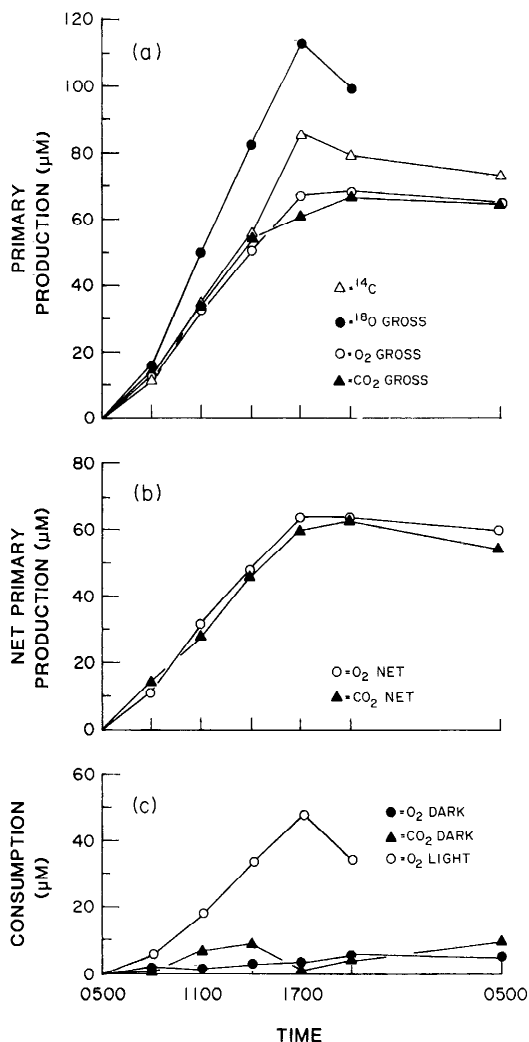 120
(a)
100
80
60
40
20
0
PRIMARY
PRODUCTION (µM)
△=¹⁴C
●=¹⁸O GROSS
○=O₂ GROSS
▲=CO₂ GROSS
80
(b)
60
40
20
0
NET PRIMARY
PRODUCTION (µM)
○=O₂ NET
▲=CO₂ NET
60
(c)
40
20
0
CONSUMPTION
(µM)
●=O₂ DARK
▲=CO₂ DARK
○=O₂ LIGHT
0500 1100 1700 0500
TIME